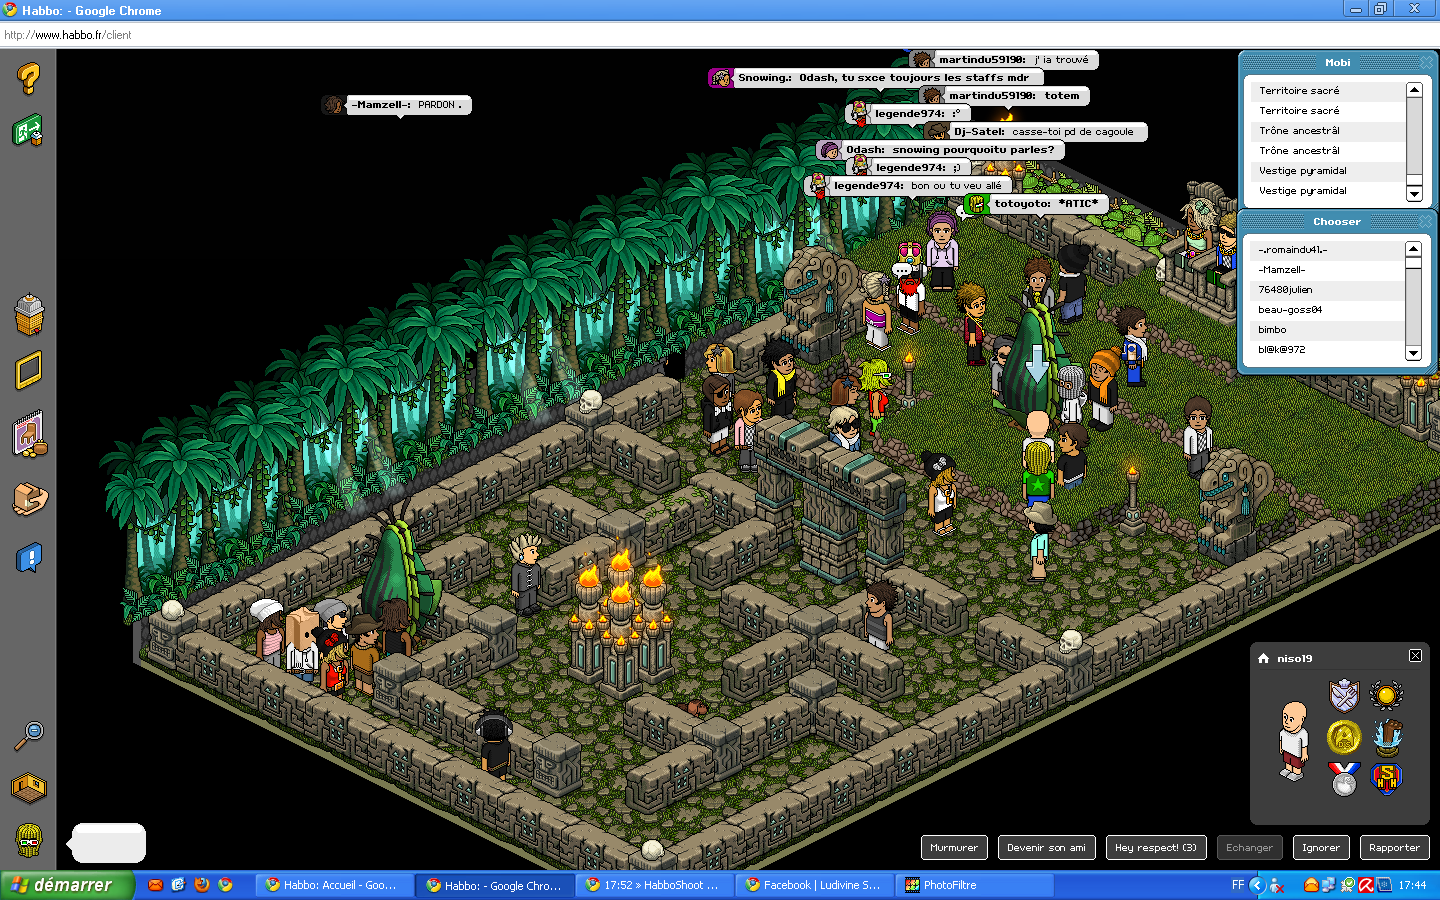 Habbo: - Google Chrome
http://www.habbo.fr/client
martindu59190: j' ia trouvé
Snowing.: Odash, tu sxce toujours les staffs mdr
martindu59190: totem
-Mamzell-: PARDON .
legende974: :°
Dj-Satel: casse-toi pd de cagoule
Odash: snowing pourquoitu parles?
legende974: ;)
legende974: bon ou tu veu allé
totoyoto: *ATIC*
Mobi
Territoire sacré
Territoire sacré
Trône ancestrâl
Trône ancestrâl
Vestige pyramidal
Vestige pyramidal
Chooser
-.romaindu41.-
-Mamzell-
76480julien
beau-goss04
bimbo
bl@k@972
niso19
Murmurer
Devenir son ami
Hey respect! (3)
Echanger
Ignorer
Rapporter
démarrer
Habbo: Accueil - Goo...
Habbo: - Google Chro...
17:52 » HabboShoot ...
Facebook | Ludivine S...
PhotoFiltre
FF
17:44